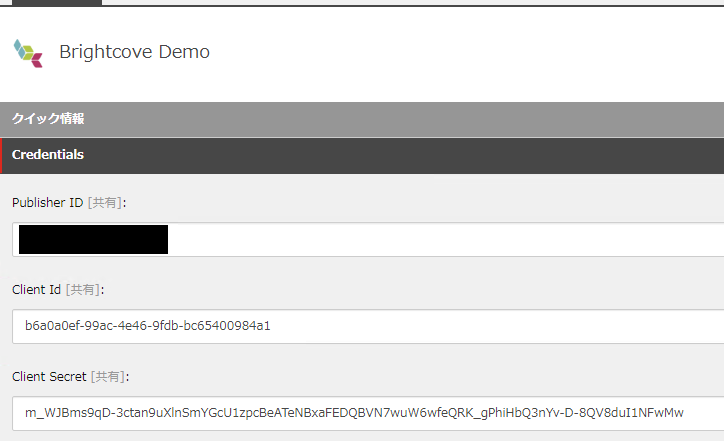 Brightcove Demo
クイック情報
Credentials
Publisher ID [共有]:
Client Id [共有]:
b6a0a0ef-99ac-4e46-9fdb-bc65400984a1
Client Secret [共有]:
m_WJBms9qD-3ctan9uXlnSmYGcU1zpcBeATeNBxaFEDQBVN7wuW6wfeQRK_gPhiHbQ3nYv-D-8QV8duI1NFwMw